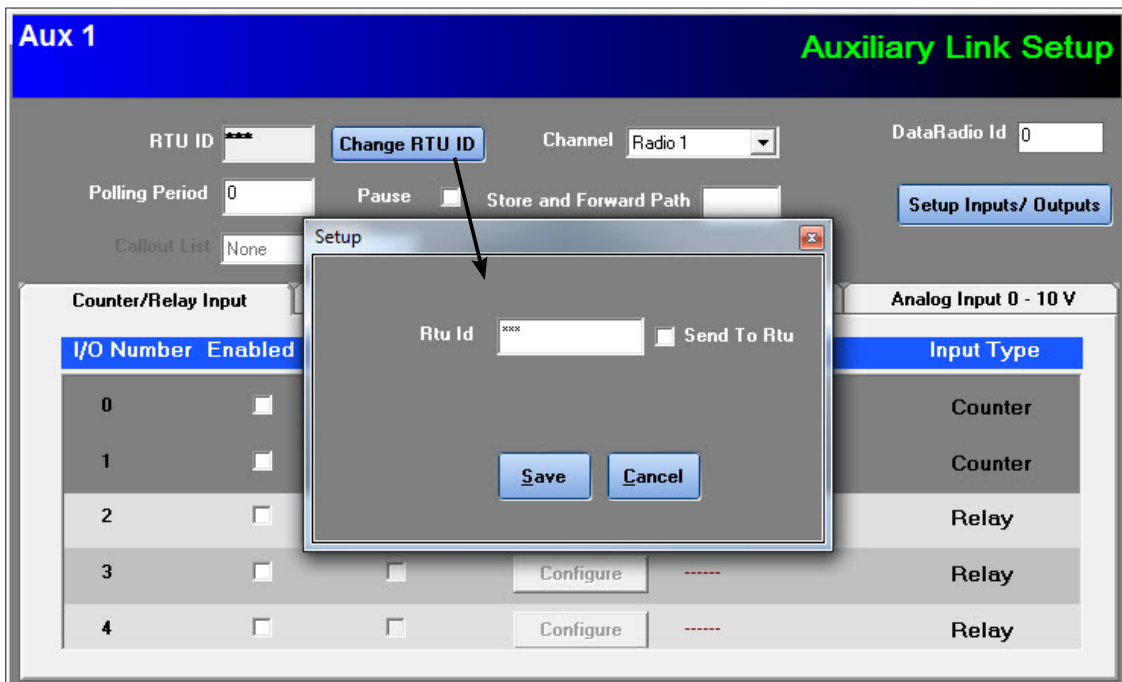 Aux 1
Auxiliary Link Setup
RTU ID *** Change RTU ID Channel Radio 1 DataRadio Id 0
Polling Period 0 Pause Store and Forward Path Setup Inputs/ Outputs
Callout List None
Setup
Rtu Id *** Send To Rtu
Save Cancel
Counter/Relay Input Analog Input 0 - 10 V
I/O Number Enabled Input Type
0 Counter
1 Counter
2 Relay
3 Configure ------ Relay
4 Configure ------ Relay